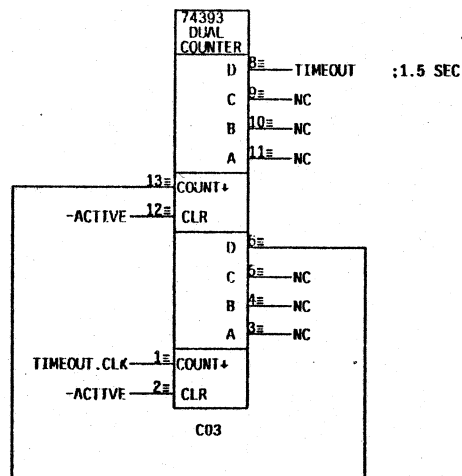 74393
DUAL
COUNTER
D 8≡ TIMEOUT ;1.5 SEC
C 9≡ NC
B 10≡ NC
A 11≡ NC
13≡ COUNT↓
-ACTIVE 12≡ CLR
D 6≡
C 5≡ NC
B 4≡ NC
A 3≡ NC
TIMEOUT.CLK 1≡ COUNT↓
-ACTIVE 2≡ CLR
C03